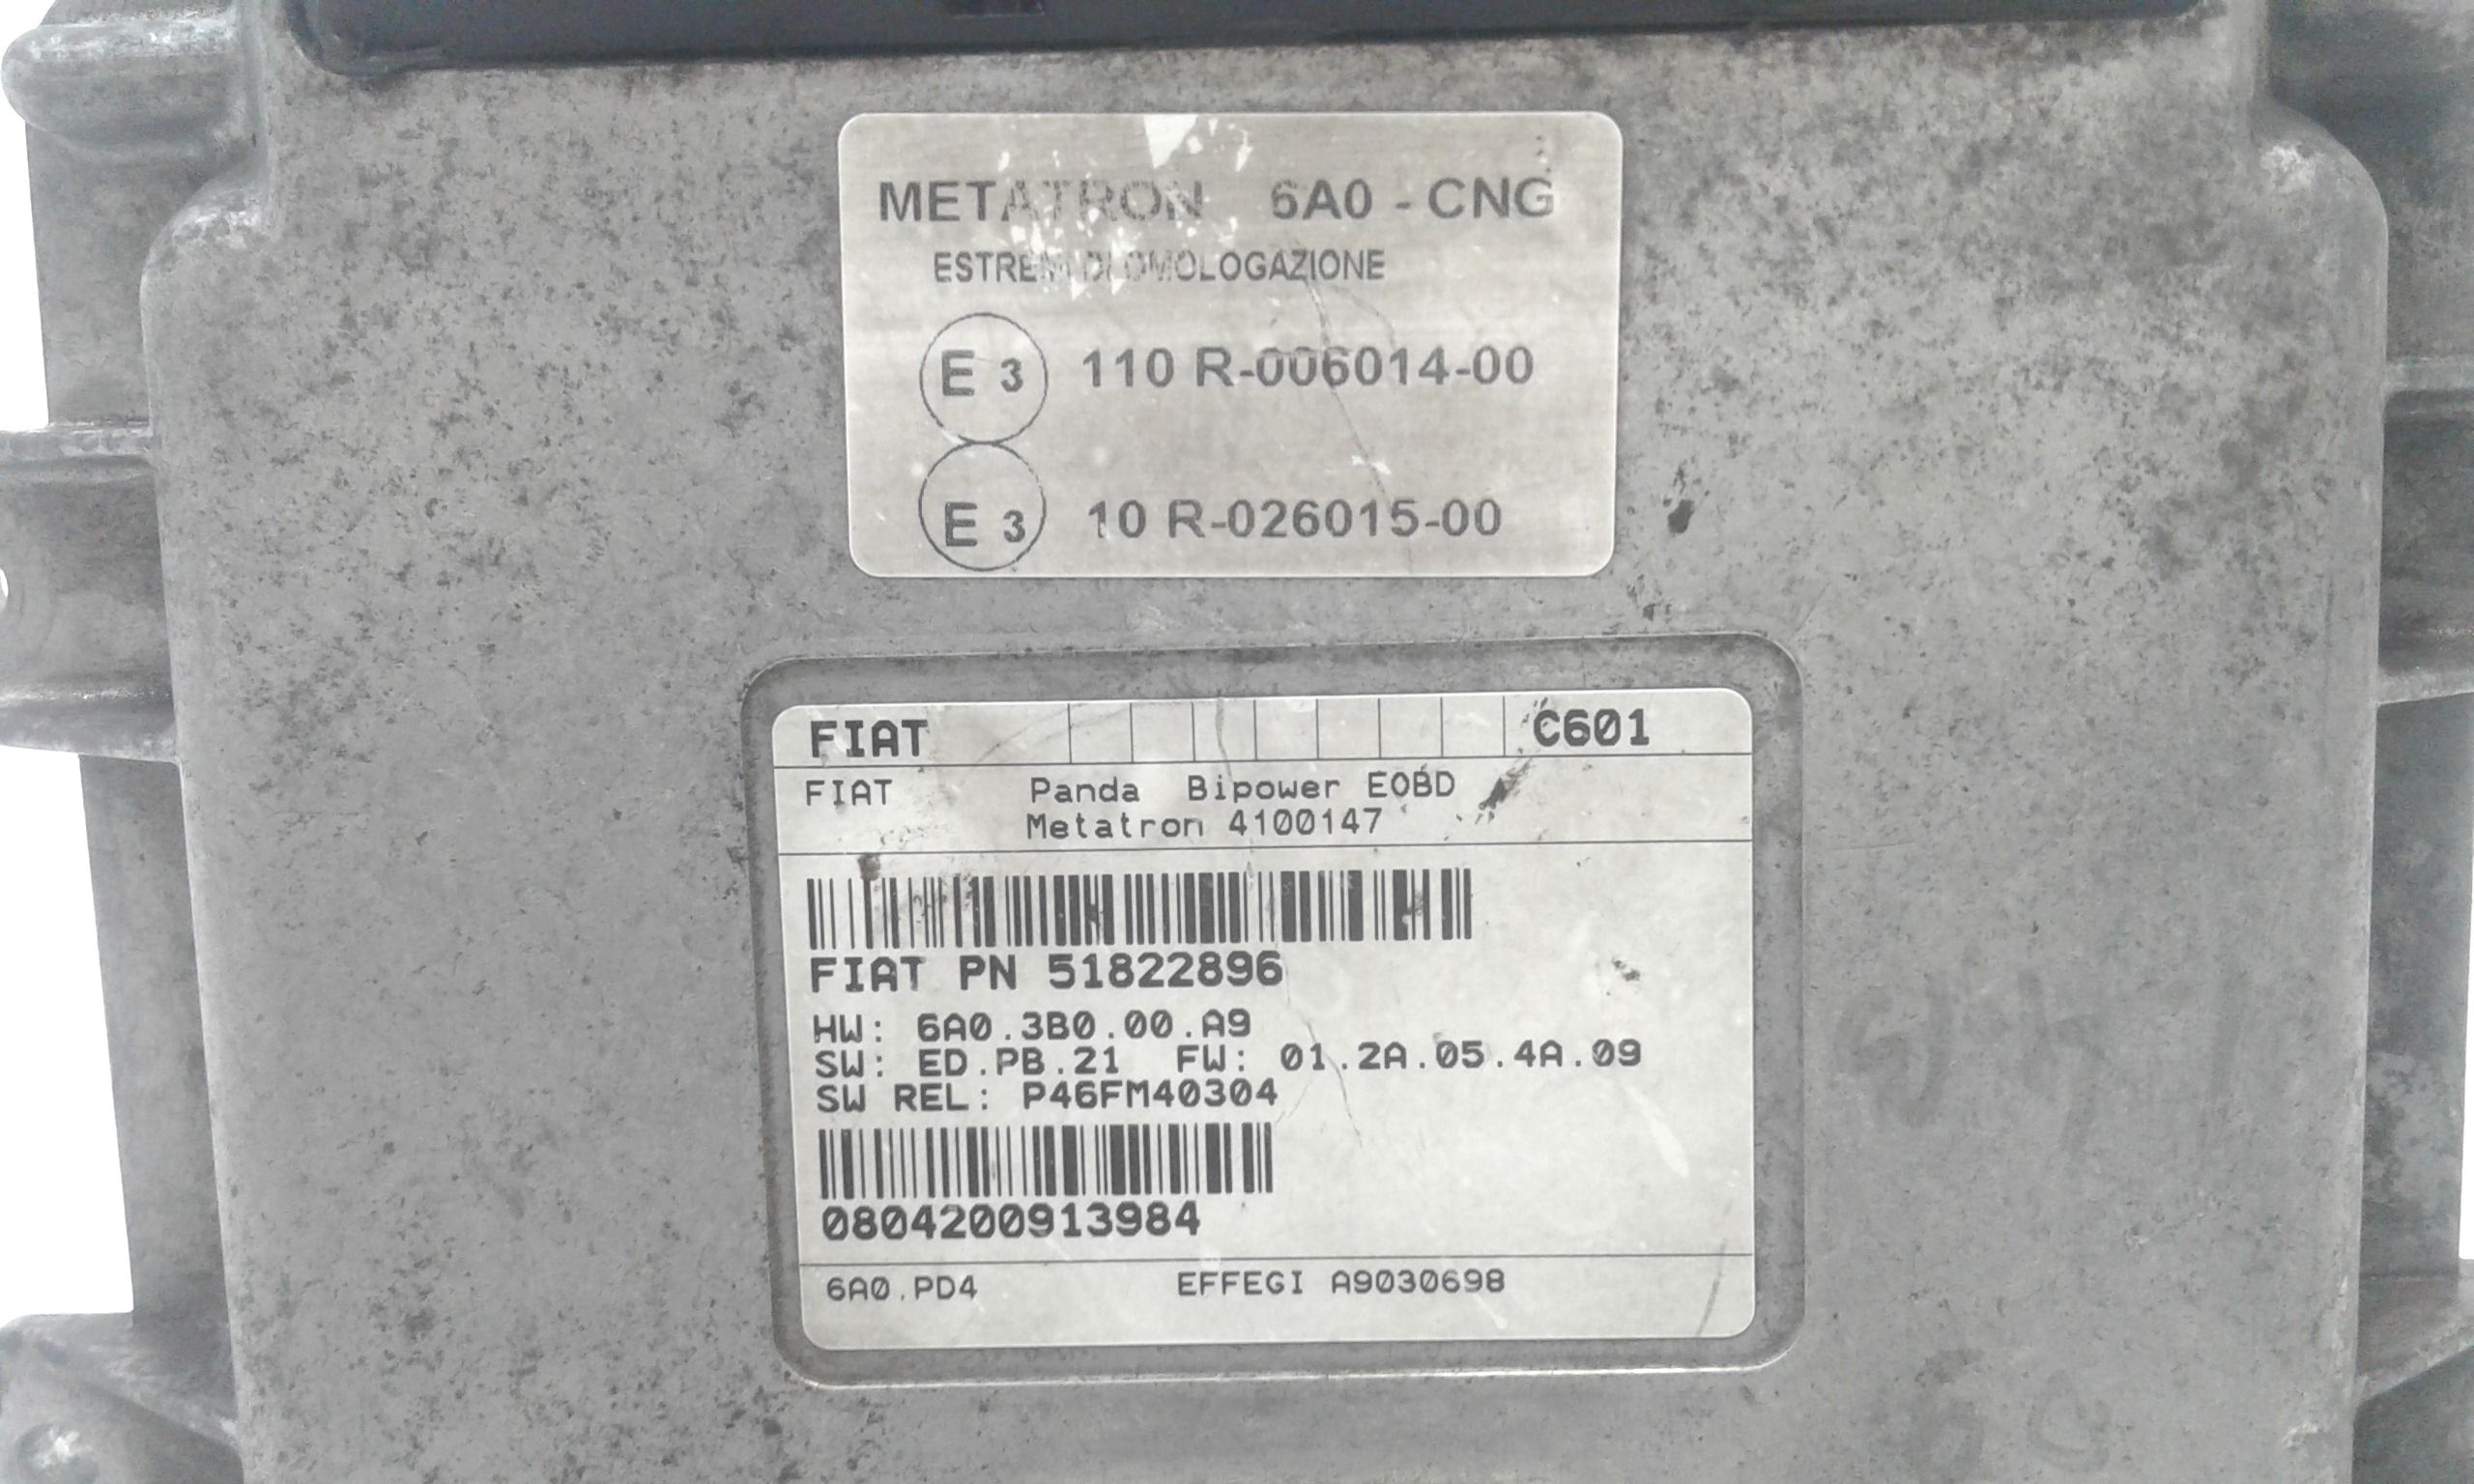 METATRON 6A0 - CNG
ESTREMI DI OMOLOGAZIONE
E 3 110 R-006014-00
E 3 10 R-026015-00
FIAT C601
FIAT Panda Bipower EOBD
Metatron 4100147
FIAT PN 51822896
HW: 6A0.3B0.00.A9
SW: ED.PB.21 FW: 01.2A.05.4A.09
SW REL: P46FM40304
0804200913984
6A0.PD4 EFFEGI A9030698